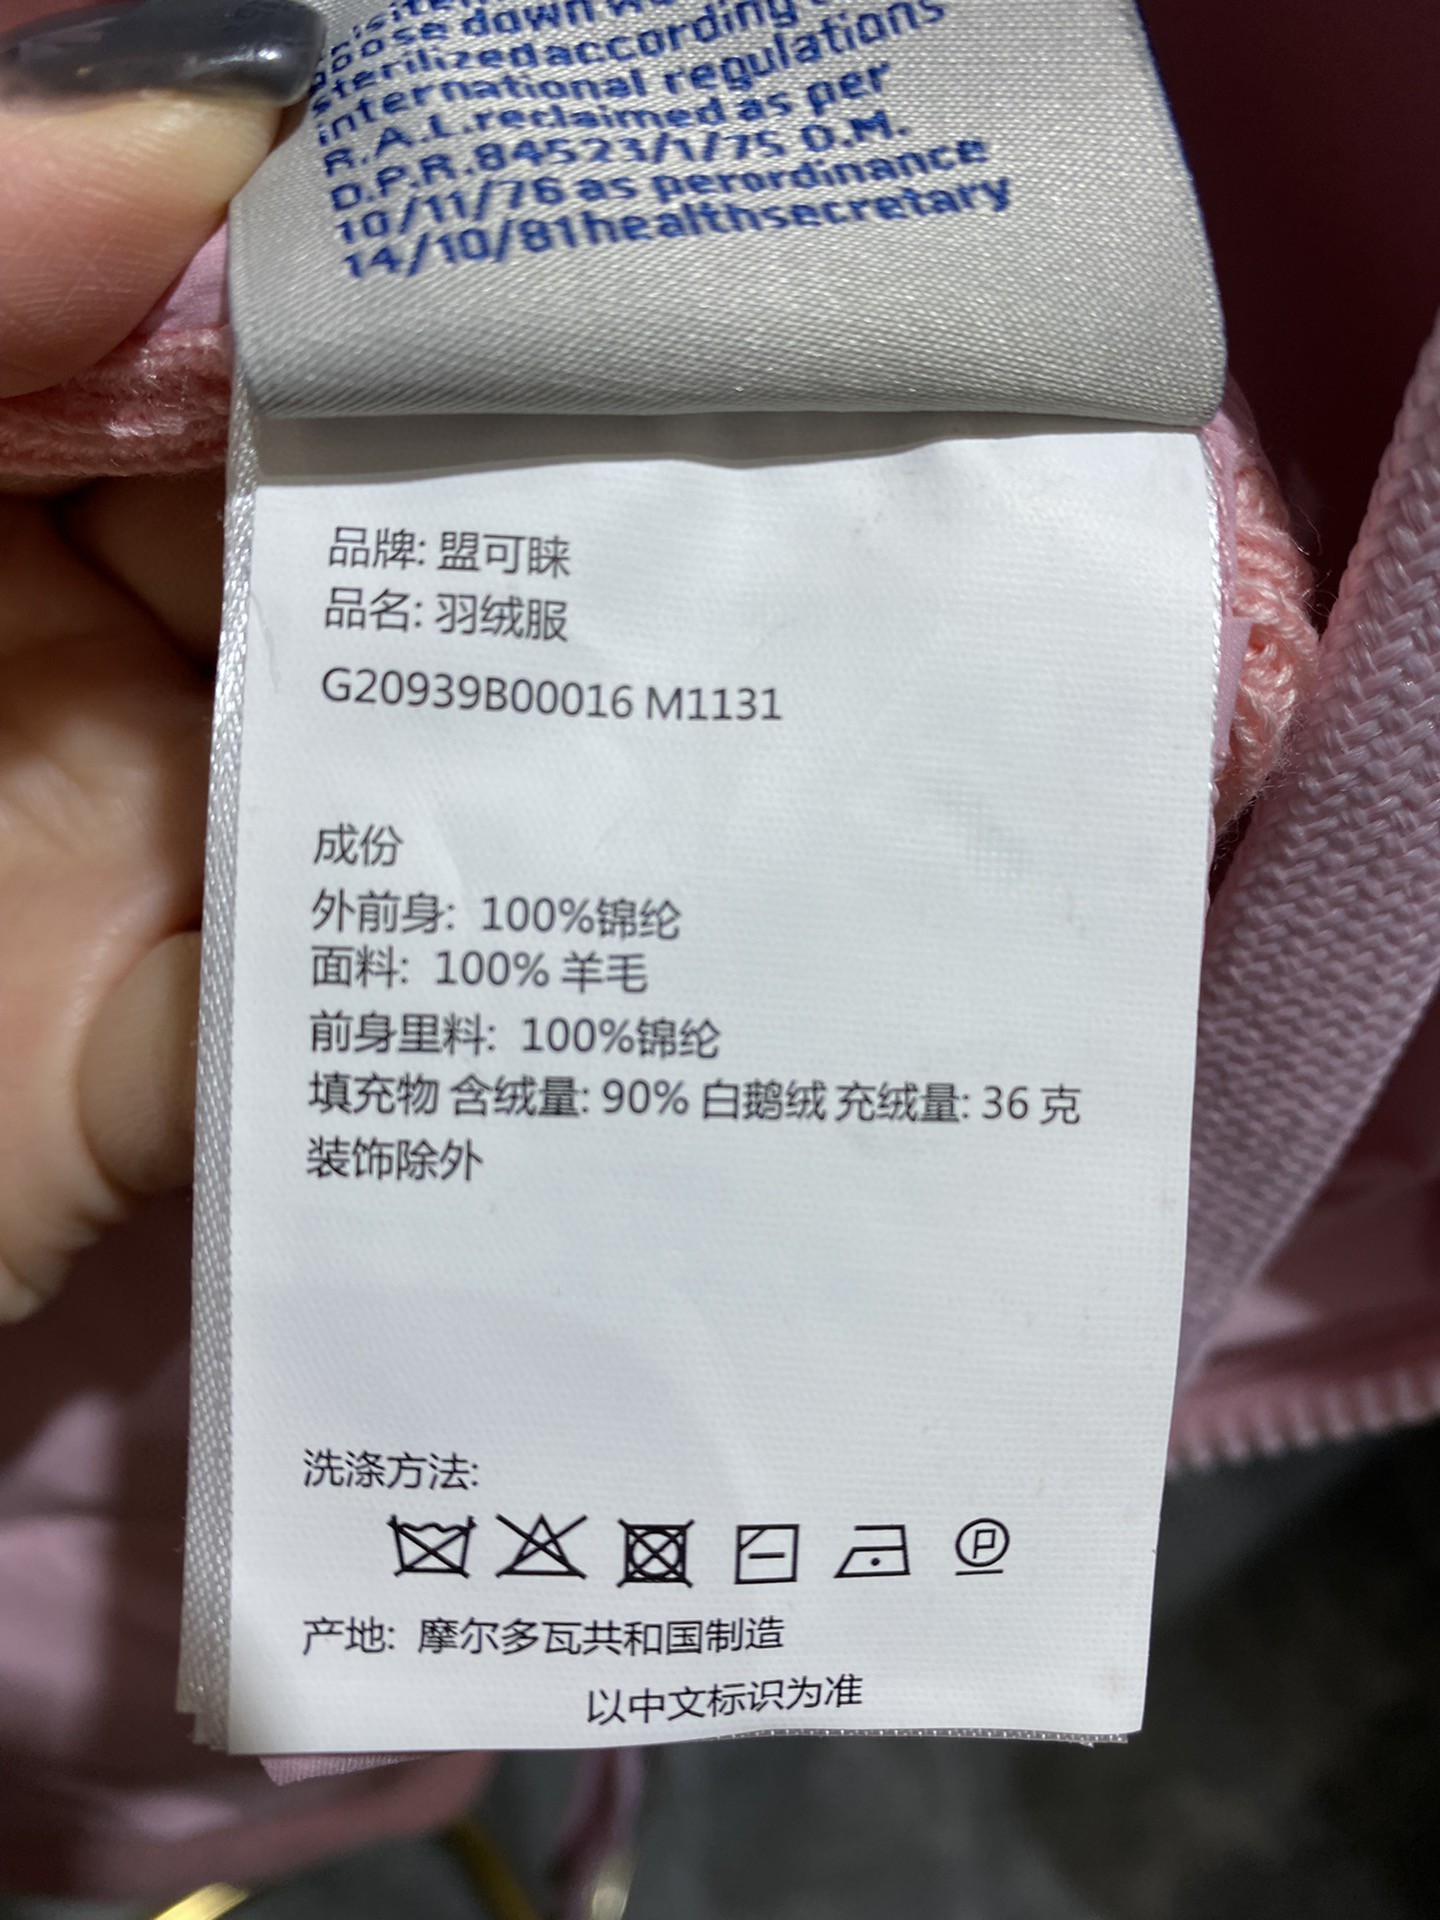 oose down
sterilizedaccording
international regulations
R.A.L.reclaimed as per
D.P.R.84523/1/75 D.M.
10/11/76 as perordinance
14/10/81healthsecretary
品牌: 盟可睐
品名: 羽绒服
G20939B00016 M1131
成份
外前身: 100%锦纶
面料: 100% 羊毛
前身里料: 100%锦纶
填充物 含绒量: 90% 白鹅绒 充绒量: 36 克
装饰除外
洗涤方法:
P
产地: 摩尔多瓦共和国制造
以中文标识为准